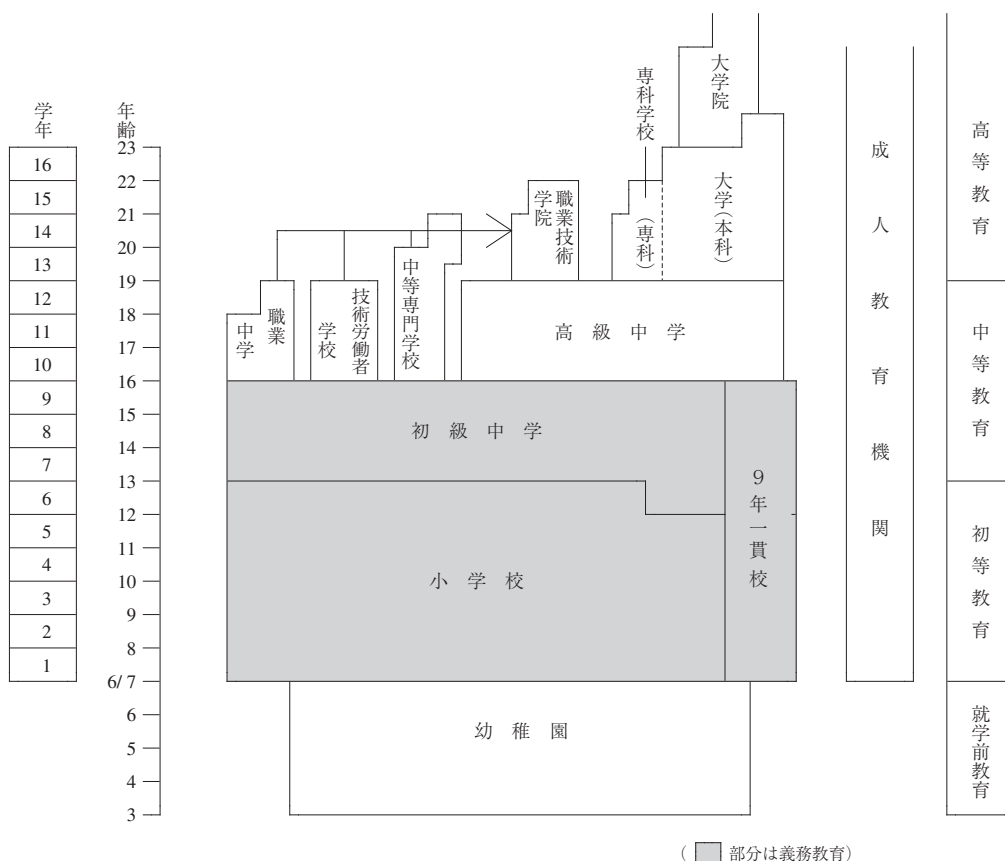 学年
16
15
14
13
12
11
10
9
8
7
6
5
4
3
2
1
年齢
23
22
21
20
19
18
17
16
15
14
13
12
11
10
9
8
6/7
6
5
4
3
職業
中学
技術労働者
学校
中等専門学校
職業技術
学院
専科学校
(専科)
大学院
大学(本科)
高級中学
初級中学
小学校
9年一貫校
幼稚園
成人教育機関
高等教育
中等教育
初等教育
就学前教育
( 部分は義務教育)